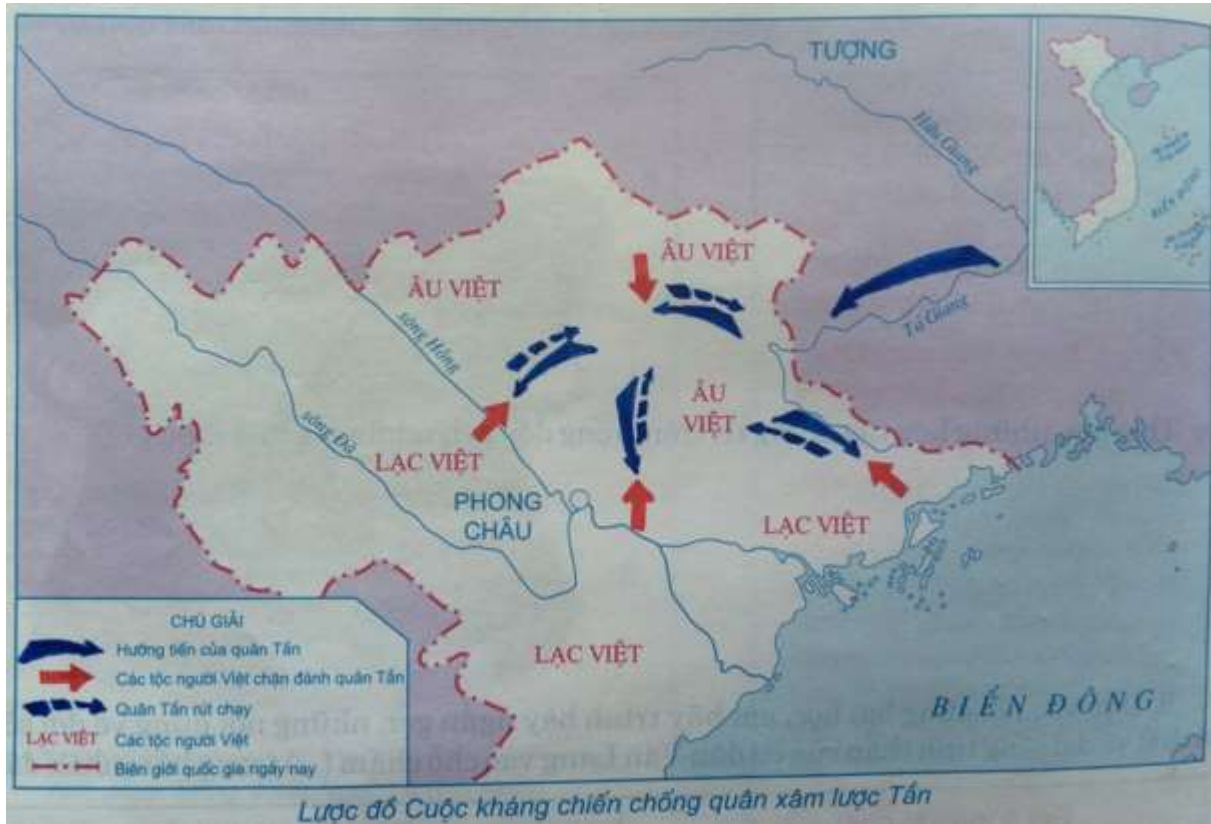 TƯỢNG
Hữu Giang
BIỂN ĐÔNG
ÂU VIỆT
ÂU VIỆT
Tả Giang
sông Hồng
ÂU
VIỆT
sông Đà
LẠC VIỆT
PHONG
CHÂU
LẠC VIỆT
LẠC VIỆT
BIỂN ĐÔNG
CHÚ GIẢI
Hướng tiến của quân Tần
Các tộc người Việt chặn đánh quân Tần
Quân Tần rút chạy
LẠC VIỆT Các tộc người Việt
Biên giới quốc gia ngày nay
Lược đồ Cuộc kháng chiến chống quân xâm lược Tần